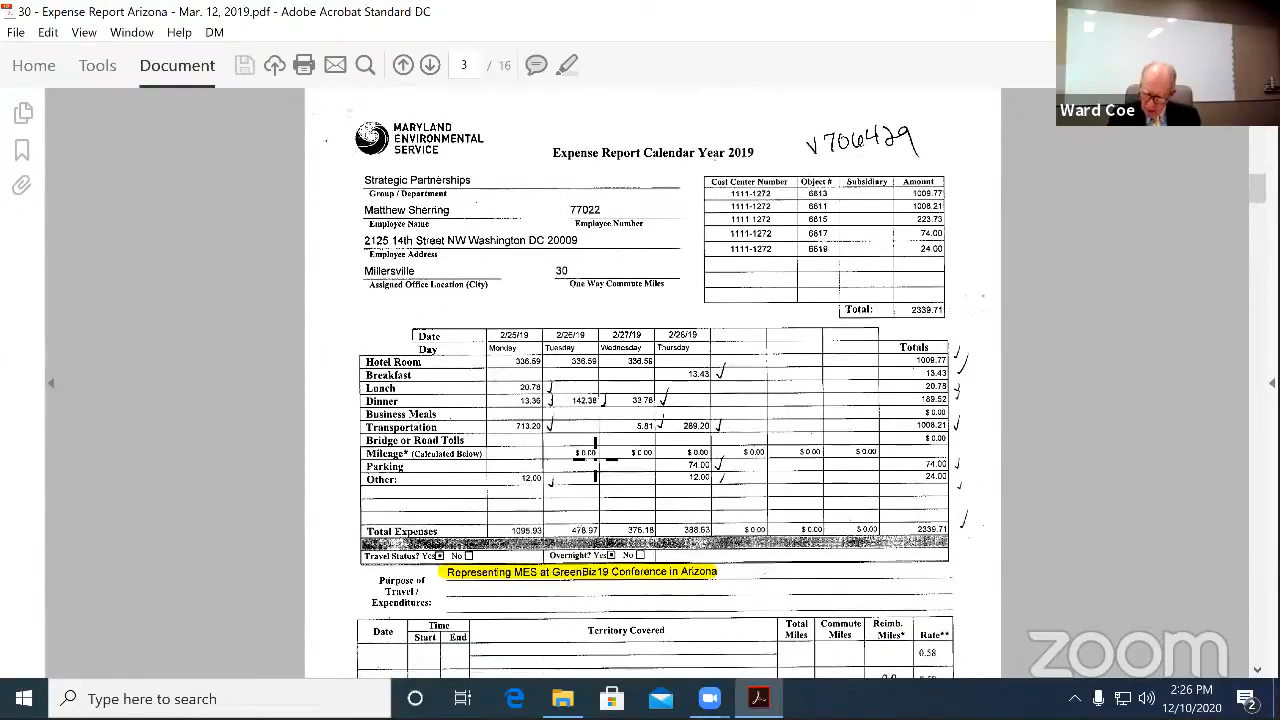 30 - Expense Report Arizona - Mar. 12, 2019.pdf - Adobe Acrobat Standard DC
File Edit View Window Help DM
Home Tools Document 3 / 16
Ward Coe
MARYLAND
ENVIRONMENTAL
SERVICE
Expense Report Calendar Year 2019
V706429
Strategic Partnerships
Group / Department
Matthew Sherring 77022
Employee Name Employee Number
2125 14th Street NW Washington DC 20009
Employee Address
Millersville 30
Assigned Office Location (City) One Way Commute Miles
Cost Center Number Object # Subsidiary Amount
1111-1272 6613 1009.77
1111-1272 6611 1008.21
1111-1272 6615 223.73
1111-1272 6617 74.00
1111-1272 6619 24.00
Total: 2339.71
Date 2/25/19 2/26/19 2/27/19 2/28/19
Day Monday Tuesday Wednesday Thursday Totals
Hotel Room 336.59 336.59 336.59 1009.77
Breakfast 13.43 13.43
Lunch 20.78 20.78
Dinner 13.36 142.38 33.78 189.52
Business Meals $0.00
Transportation 713.20 5.81 289.20 1008.21
Bridge or Road Tolls $0.00
Mileage* (Calculated Below) $0.00 $0.00 $0.00 $0.00 $0.00 $0.00
Parking 74.00 74.00
Other: 12.00 12.00 24.00
Total Expenses 1095.93 478.97 376.18 388.63 $0.00 $0.00 $0.00 2339.71
Travel Status? Yes No Overnight? Yes No
Purpose of Travel / Expenditures: Representing MES at GreenBiz19 Conference in Arizona
Date Time Territory Covered Total Miles Commute Miles Reimb. Miles* Rate**
Start End
0.58
zoom
Type here to search
2:26 PM
12/10/2020
2